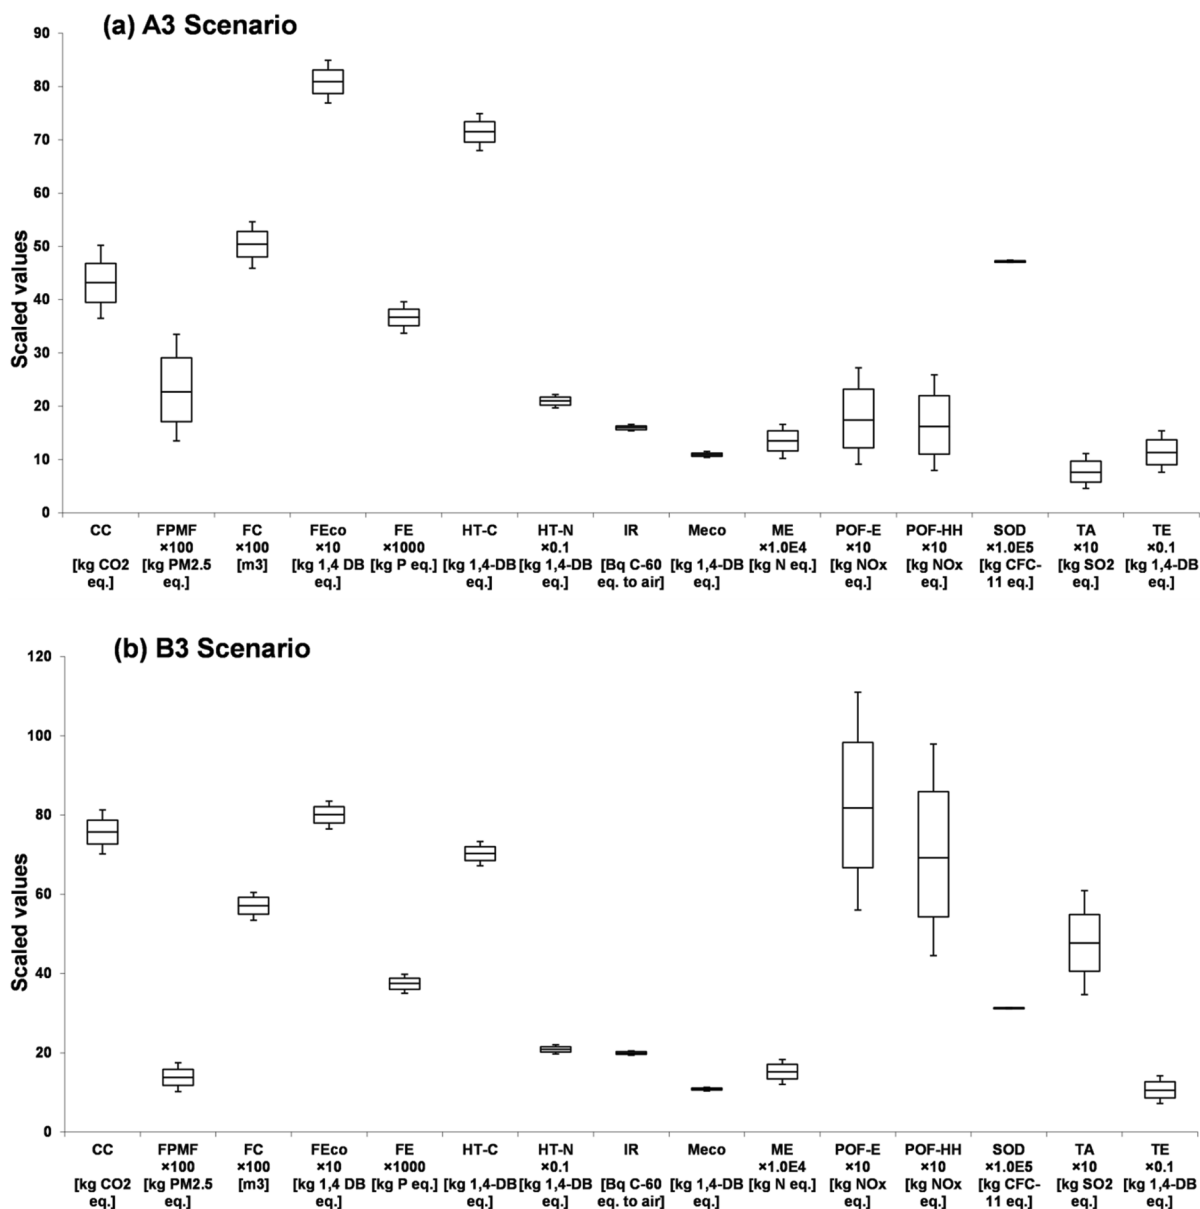 (a) A3 Scenario
90
80
70
60
50
40
30
20
10
0
Scaled values
CC
[kg CO2
eq.]
FPMF
×100
[kg PM2.5
eq.]
FC
×100
[m3]
FEco
×10
[kg 1,4 DB
eq.]
FE
×1000
[kg P eq.]
HT-C
[kg 1,4-DB
eq.]
HT-N
×0.1
[kg 1,4-DB
eq.]
IR
[Bq C-60
eq. to air]
Meco
[kg 1,4-DB
eq.]
ME
×1.0E4
[kg N eq.]
POF-E
×10
[kg NOx
eq.]
POF-HH
×10
[kg NOx
eq.]
SOD
×1.0E5
[kg CFC-
11 eq.]
TA
×10
[kg SO2
eq.]
TE
×0.1
[kg 1,4-DB
eq.]
(b) B3 Scenario
120
100
80
60
40
20
0
Scaled values
CC
[kg CO2
eq.]
FPMF
×100
[kg PM2.5
eq.]
FC
×100
[m3]
FEco
×10
[kg 1,4 DB
eq.]
FE
×1000
[kg P eq.]
HT-C
[kg 1,4-DB
eq.]
HT-N
×0.1
[kg 1,4-DB
eq.]
IR
[Bq C-60
eq. to air]
Meco
[kg 1,4-DB
eq.]
ME
×1.0E4
[kg N eq.]
POF-E
×10
[kg NOx
eq.]
POF-HH
×10
[kg NOx
eq.]
SOD
×1.0E5
[kg CFC-
11 eq.]
TA
×10
[kg SO2
eq.]
TE
×0.1
[kg 1,4-DB
eq.]